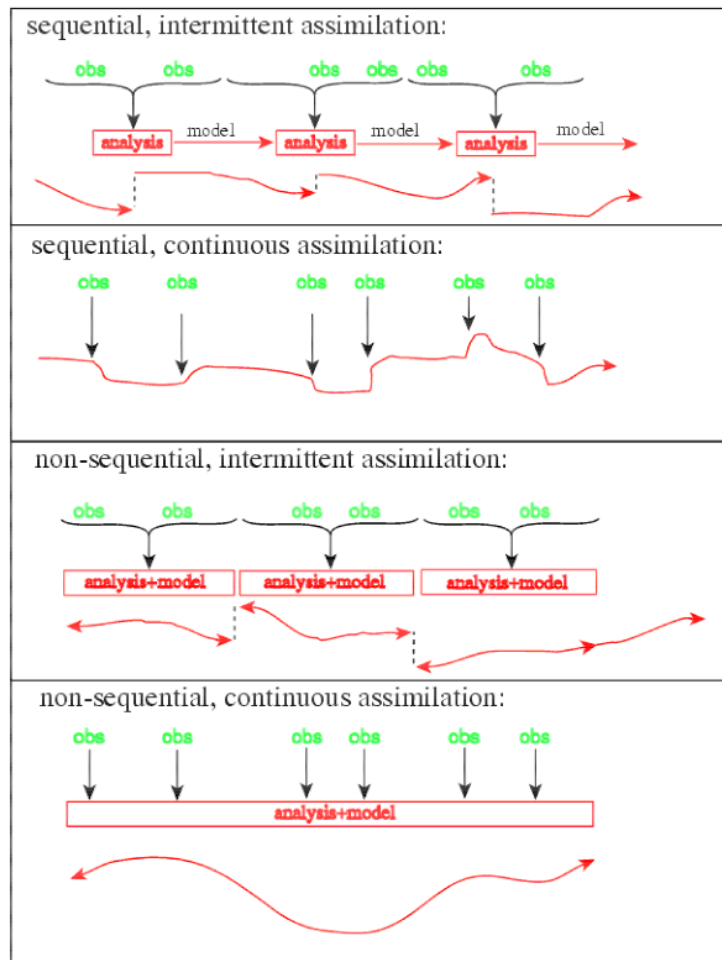 sequential, intermittent assimilation:
obs obs obs obs obs obs
analysis model analysis model analysis model
sequential, continuous assimilation:
obs obs obs obs obs obs
non-sequential, intermittent assimilation:
obs obs obs obs obs obs
analysis+model analysis+model analysis+model
non-sequential, continuous assimilation:
obs obs obs obs obs obs
analysis+model